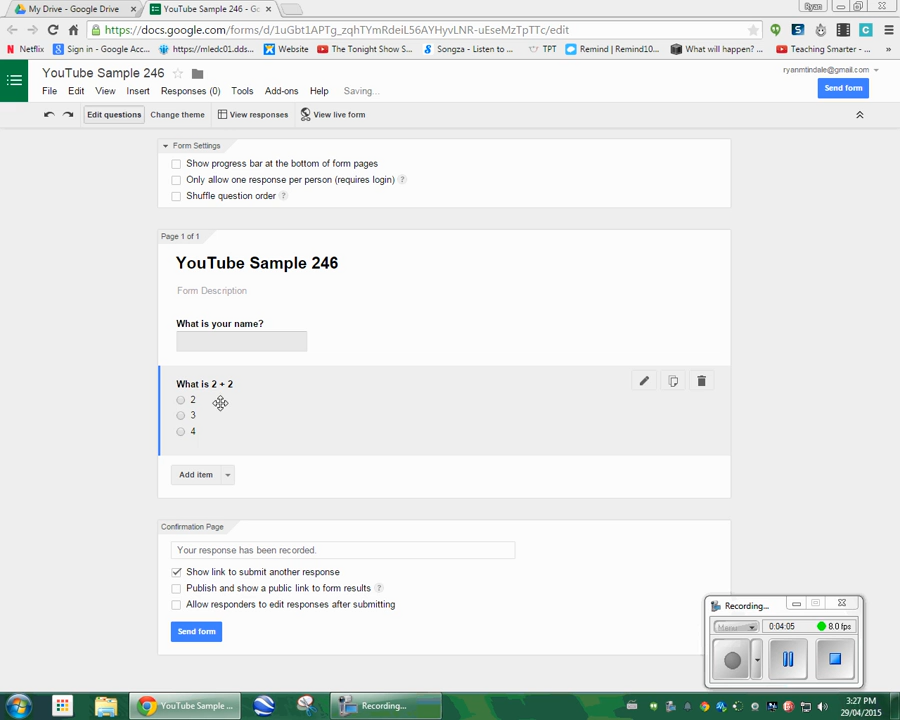 My Drive - Google Drive
YouTube Sample 246 - Go
Ryan
https://docs.google.com/forms/d/1uGbt1APTg_zqhTYmRdeiL56AYHyvLNR-uEseMzTpTTc/edit
Netflix
Sign in - Google Acc...
https://mledc01.dds...
Website
The Tonight Show S...
Songza - Listen to ...
TPT
Remind | Remind10...
What will happen? ...
Teaching Smarter - ...
»
YouTube Sample 246
ryanmtindale@gmail.com
File Edit View Insert Responses (0) Tools Add-ons Help Saving...
Send form
Edit questions Change theme View responses View live form
Form Settings
Show progress bar at the bottom of form pages
Only allow one response per person (requires login) ?
Shuffle question order ?
Page 1 of 1
YouTube Sample 246
Form Description
What is your name?
What is 2 + 2
2
3
4
Add item
Confirmation Page
Your response has been recorded.
Show link to submit another response
Publish and show a public link to form results ?
Allow responders to edit responses after submitting
Send form
Recording...
Menu 0:04:05 8.0 fps
YouTube Sample ...
Recording...
3:27 PM
29/04/2015